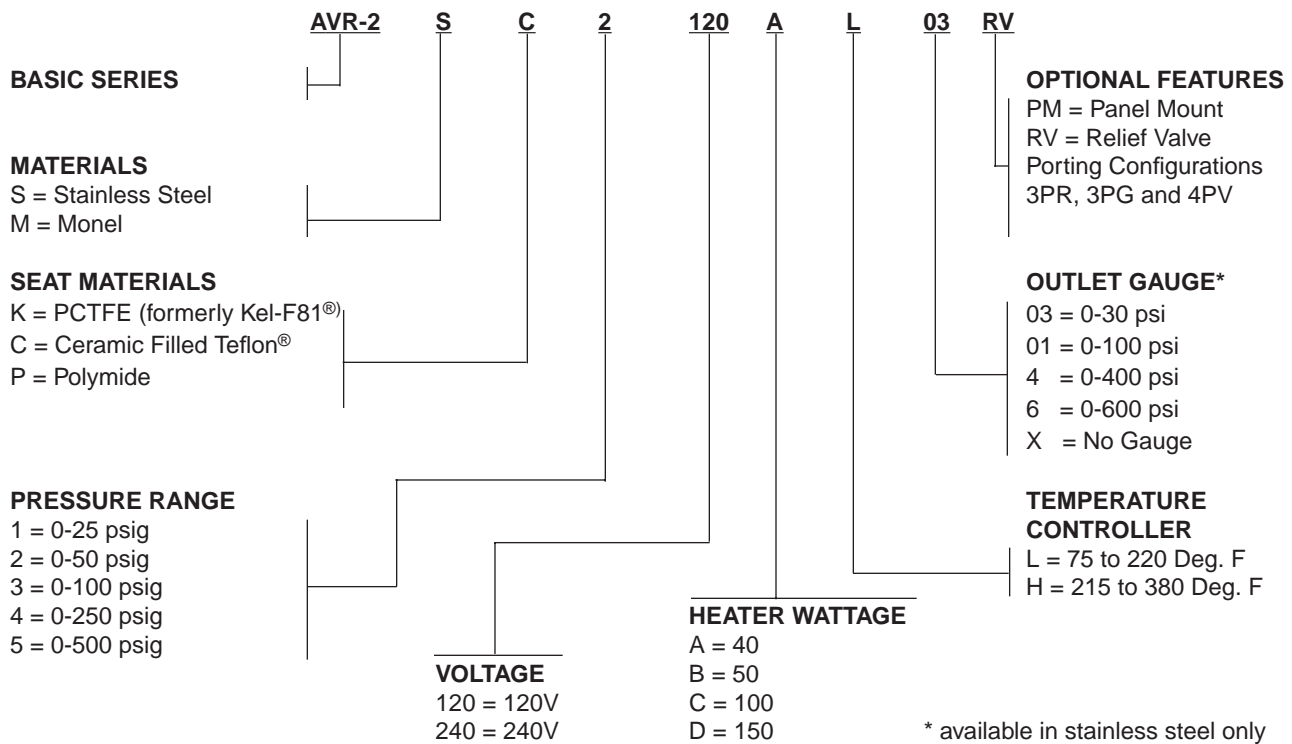 AVR-2 S C 2 120 A L 03 RV
BASIC SERIES
MATERIALS
S = Stainless Steel
M = Monel
SEAT MATERIALS
K = PCTFE (formerly Kel-F81®)
C = Ceramic Filled Teflon®
P = Polymide
PRESSURE RANGE
1 = 0-25 psig
2 = 0-50 psig
3 = 0-100 psig
4 = 0-250 psig
5 = 0-500 psig
VOLTAGE
120 = 120V
240 = 240V
HEATER WATTAGE
A = 40
B = 50
C = 100
D = 150
OPTIONAL FEATURES
PM = Panel Mount
RV = Relief Valve
Porting Configurations
3PR, 3PG and 4PV
OUTLET GAUGE*
03 = 0-30 psi
01 = 0-100 psi
4 = 0-400 psi
6 = 0-600 psi
X = No Gauge
TEMPERATURE
CONTROLLER
L = 75 to 220 Deg. F
H = 215 to 380 Deg. F
* available in stainless steel only